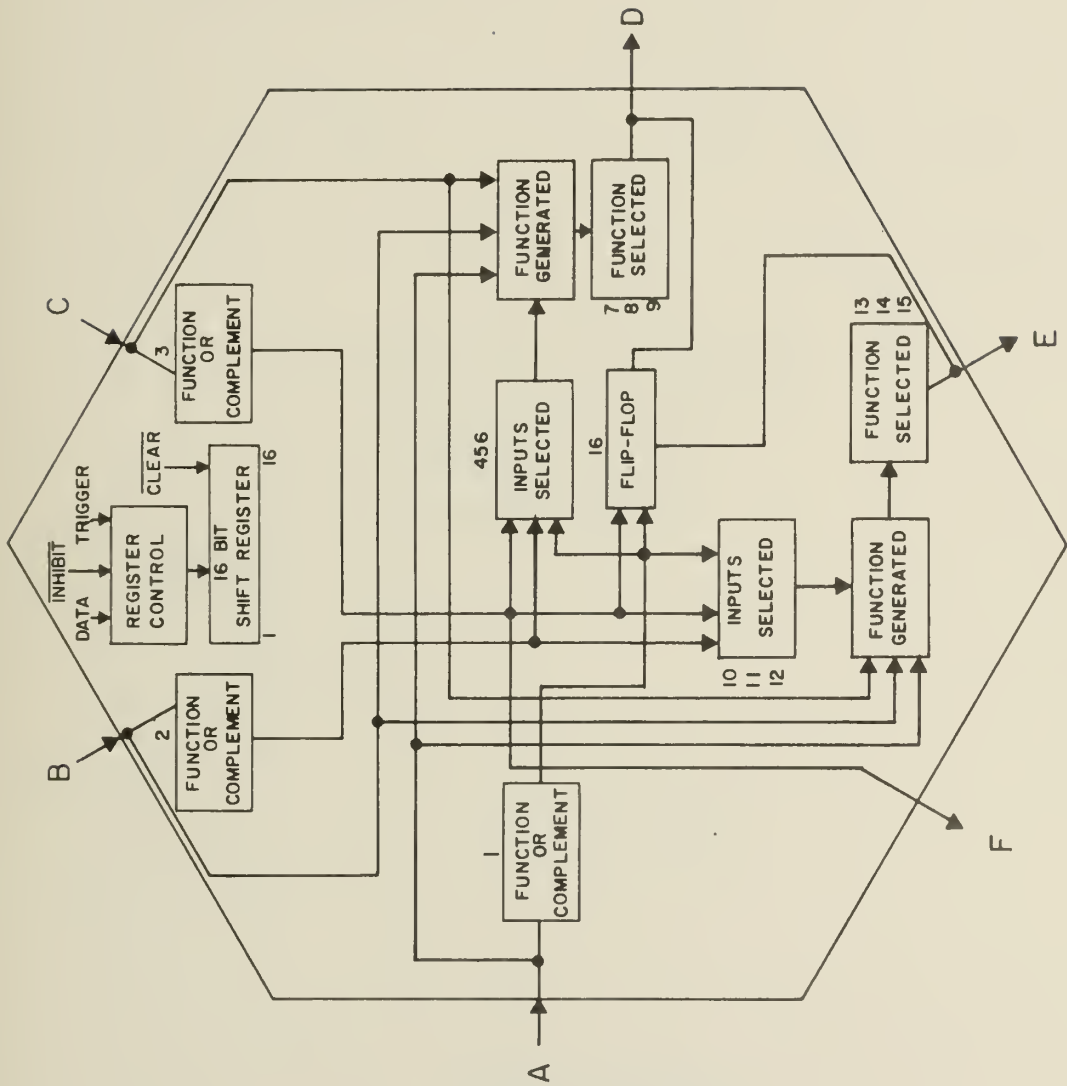 C
B
DATA
INHIBIT
TRIGGER
REGISTER
CONTROL
CLEAR
16 BIT
SHIFT REGISTER
1
16
2
FUNCTION
OR
COMPLEMENT
3
FUNCTION
OR
COMPLEMENT
FUNCTION
GENERATED
FUNCTION
SELECTED
7
8
9
D
456
INPUTS
SELECTED
16
FLIP-FLOP
1
FUNCTION
OR
COMPLEMENT
A
INPUTS
SELECTED
10
11
12
FUNCTION
GENERATED
FUNCTION
SELECTED
13
14
15
E
F